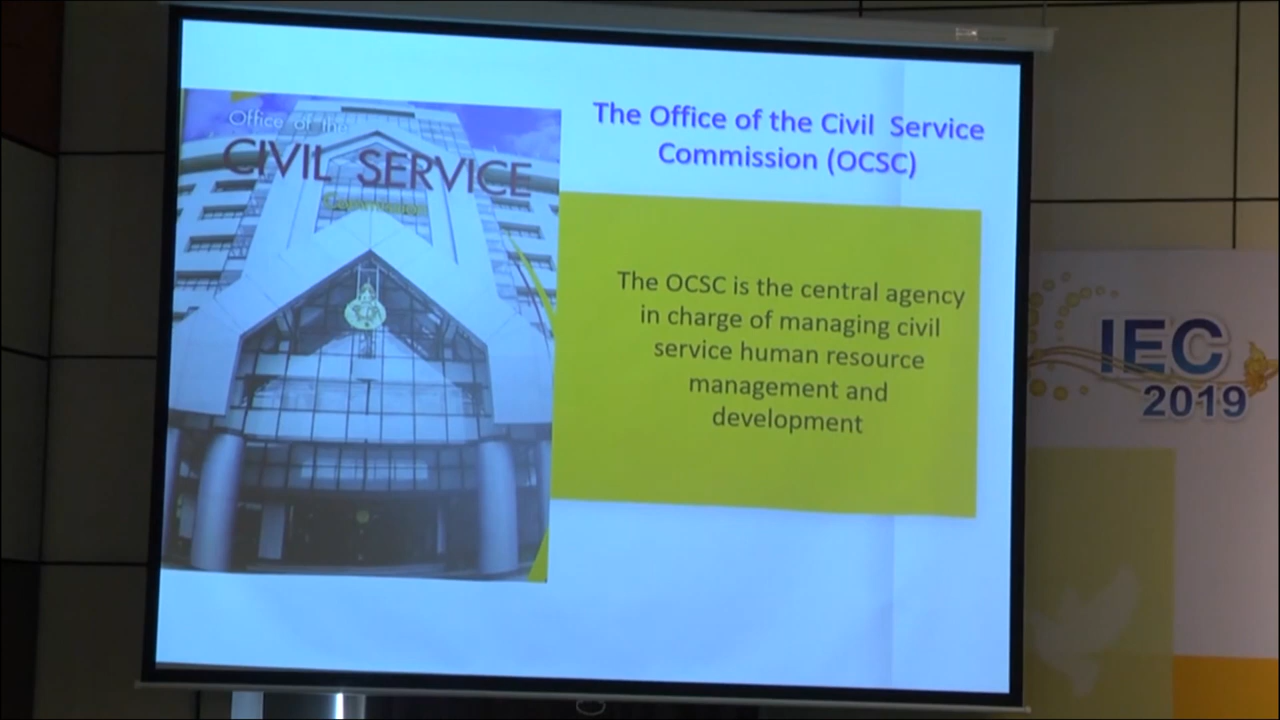 Office of the
CIVIL SERVICE
Commission
The Office of the Civil Service
Commission (OCSC)
The OCSC is the central agency
in charge of managing civil
service human resource
management and
development
IEC
2019